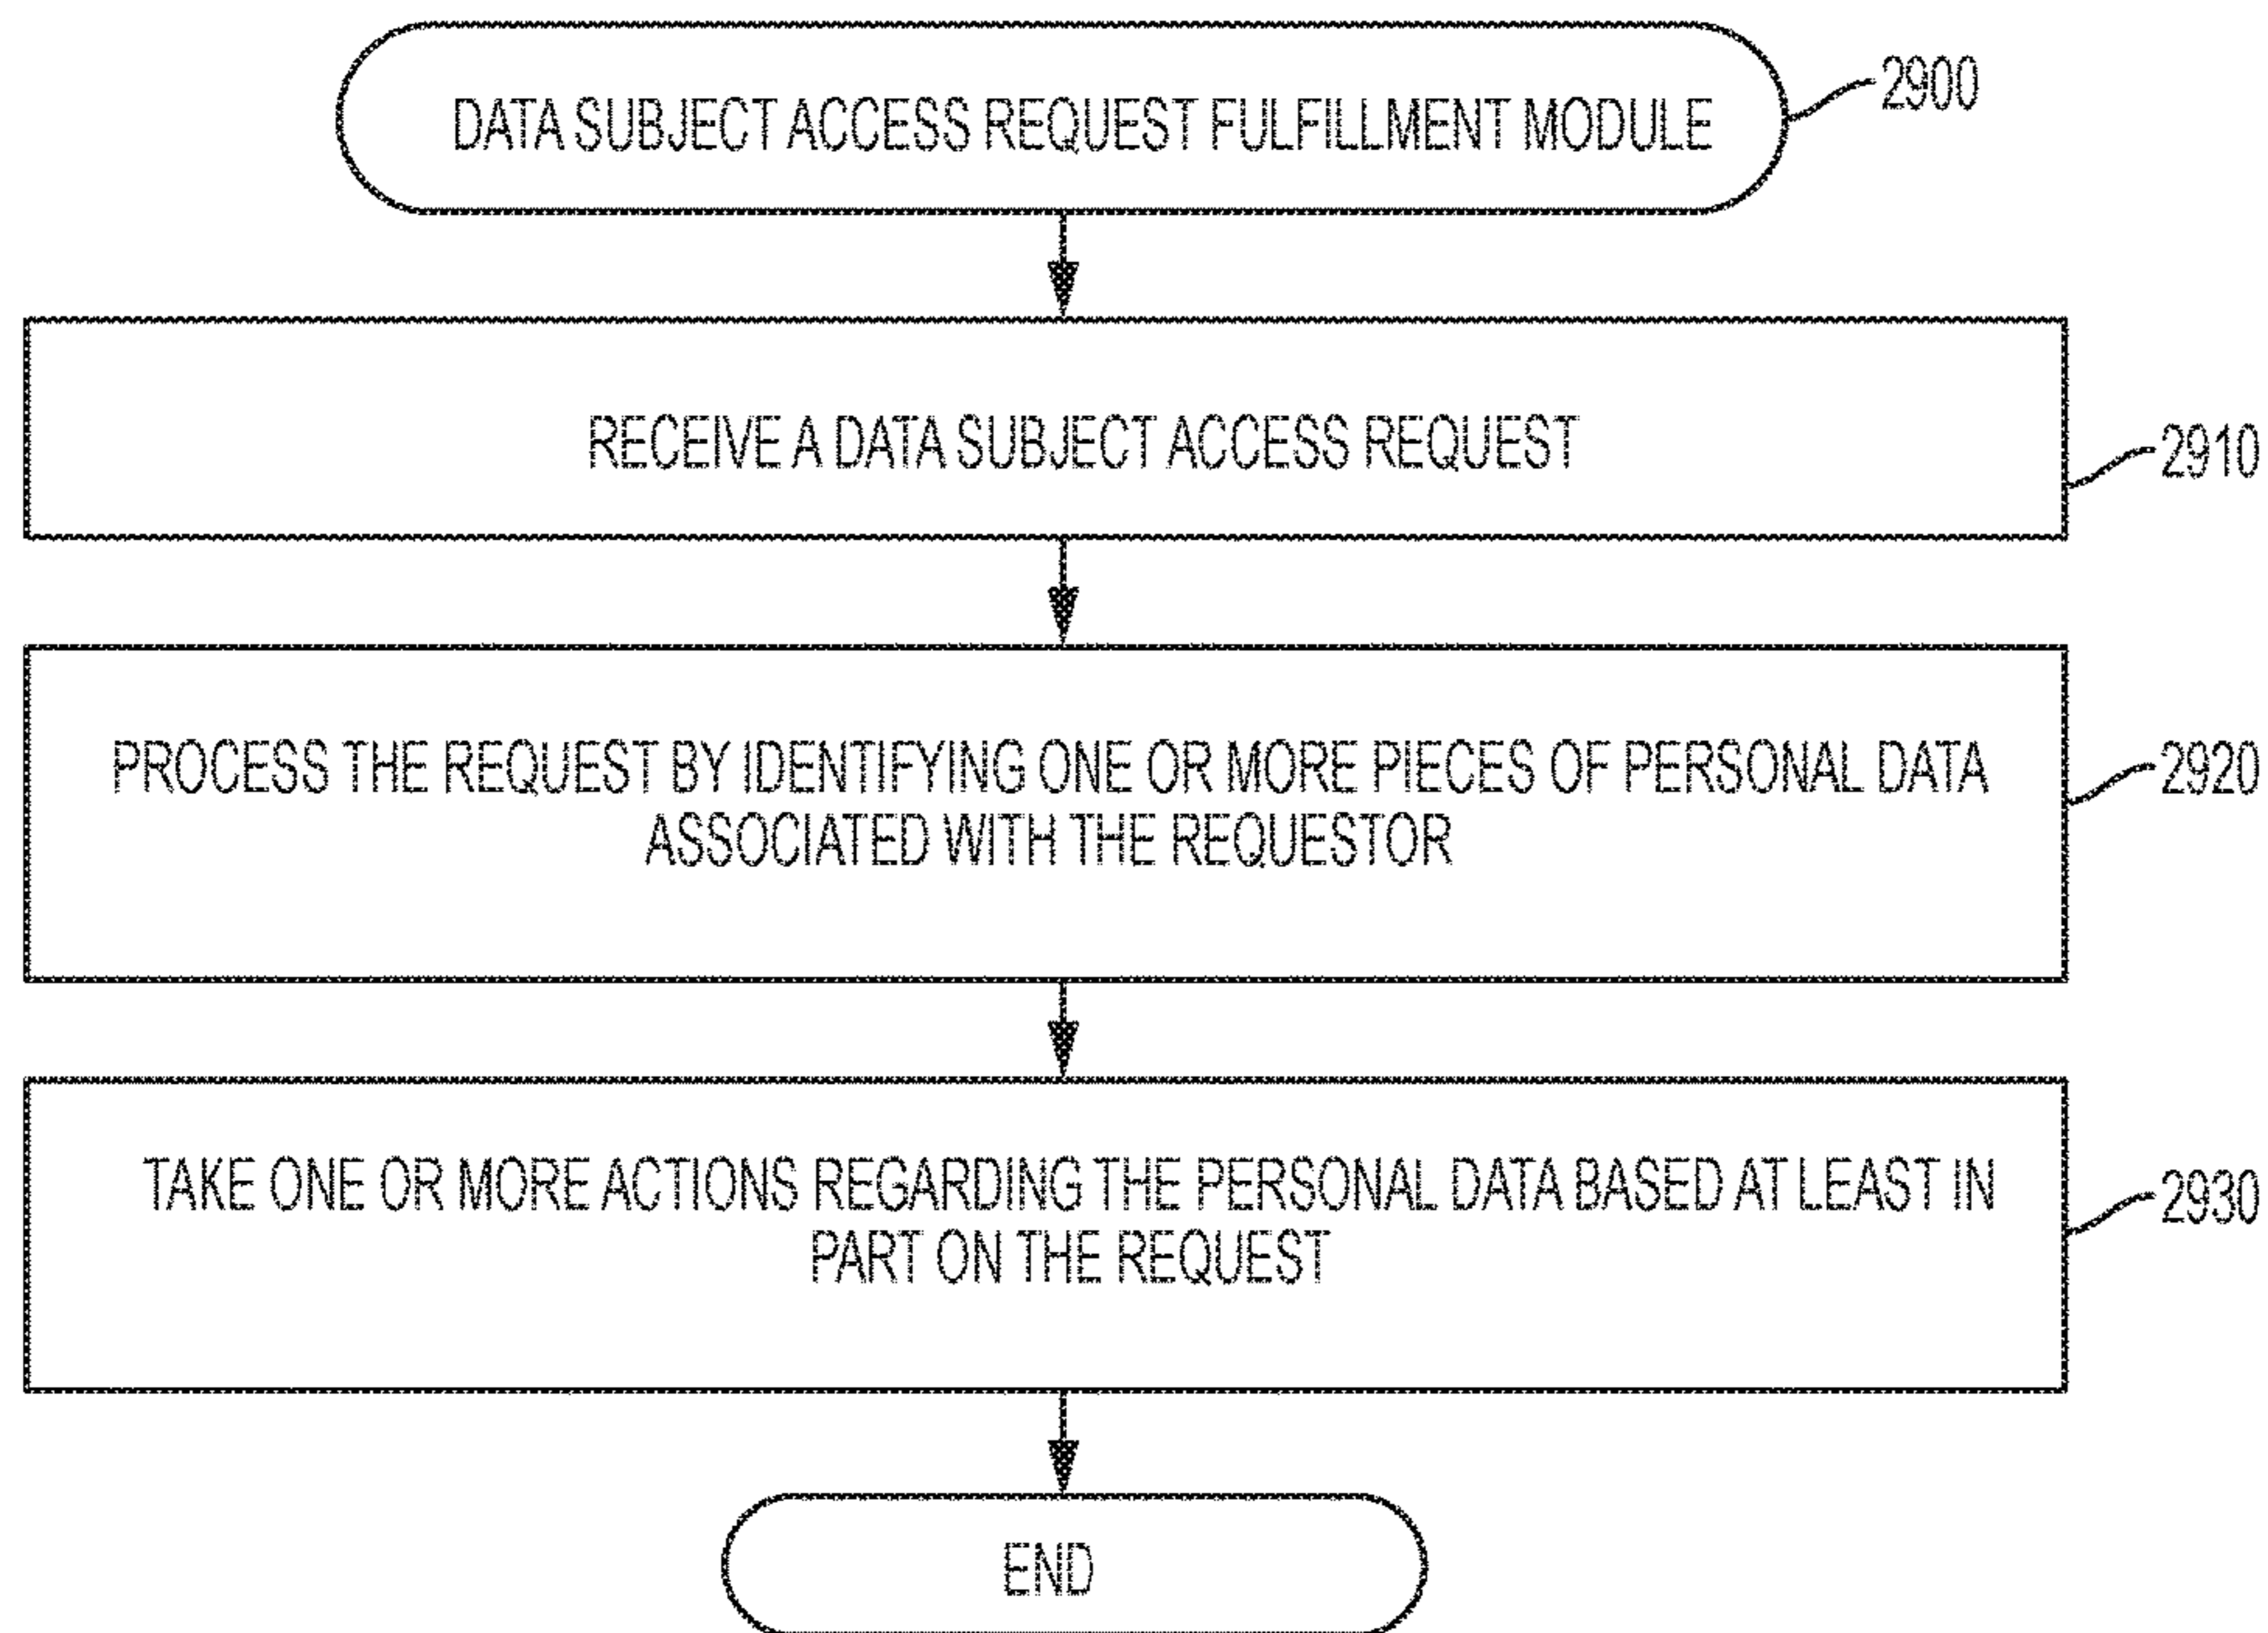 DATA SUBJECT ACCESS REQUEST FULFILLMENT MODULE
2900
RECEIVE A DATA SUBJECT ACCESS REQUEST
2910
PROCESS THE REQUEST BY IDENTIFYING ONE OR MORE PIECES OF PERSONAL DATA
ASSOCIATED WITH THE REQUESTOR
2920
TAKE ONE OR MORE ACTIONS REGARDING THE PERSONAL DATA BASED AT LEAST IN
PART ON THE REQUEST
2930
END